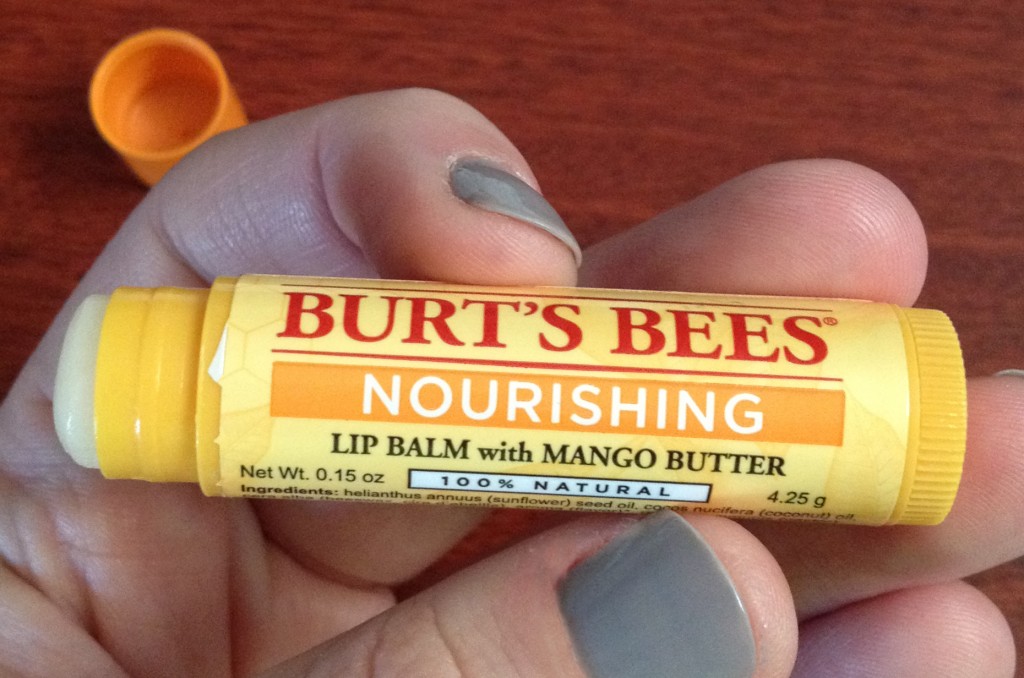 BURT'S BEES®
NOURISHING
LIP BALM with MANGO BUTTER
Net Wt. 0.15 oz
100% NATURAL
4.25 g
Ingredients: helianthus annuus (sunflower) seed oil, cocos nucifera (coconut) oil,